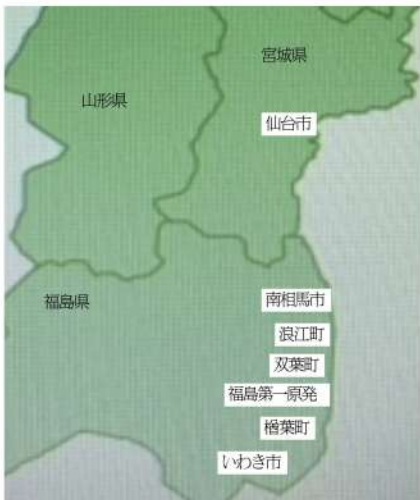 宮城県
山形県
仙台市
福島県
南相馬市
浪江町
双葉町
福島第一原発
楢葉町
いわき市